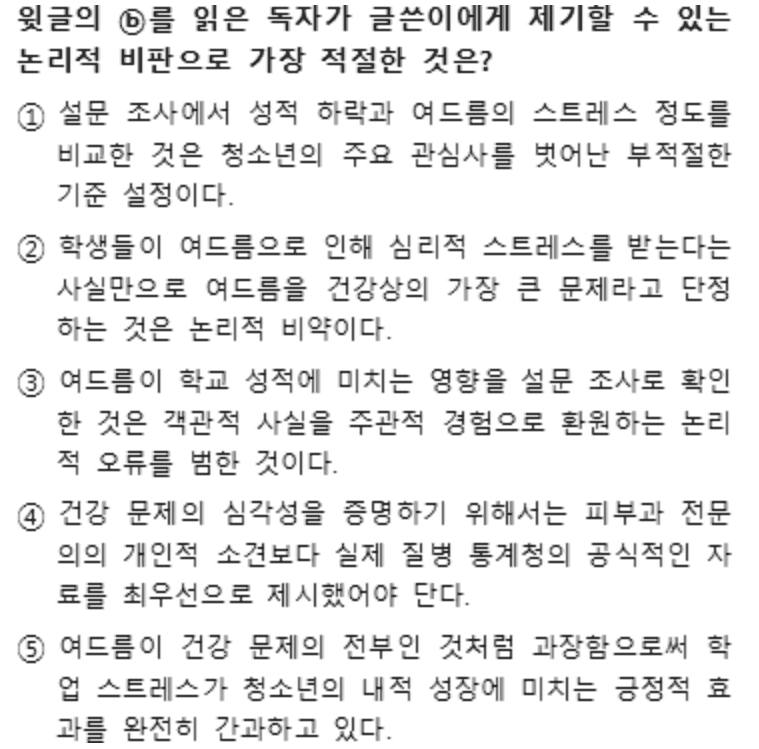 윗글의 ⓑ를 읽은 독자가 글쓴이에게 제기할 수 있는
논리적 비판으로 가장 적절한 것은?
① 설문 조사에서 성적 하락과 여드름의 스트레스 정도를
비교한 것은 청소년의 주요 관심사를 벗어난 부적절한
기준 설정이다.
② 학생들이 여드름으로 인해 심리적 스트레스를 받는다는
사실만으로 여드름을 건강상의 가장 큰 문제라고 단정
하는 것은 논리적 비약이다.
③ 여드름이 학교 성적에 미치는 영향을 설문 조사로 확인
한 것은 객관적 사실을 주관적 경험으로 환원하는 논리
적 오류를 범한 것이다.
④ 건강 문제의 심각성을 증명하기 위해서는 피부과 전문
의의 개인적 소견보다 실제 질병 통계청의 공식적인 자
료를 최우선으로 제시했어야 단다.
⑤ 여드름이 건강 문제의 전부인 것처럼 과장함으로써 학
업 스트레스가 청소년의 내적 성장에 미치는 긍정적 효
과를 완전히 간과하고 있다.